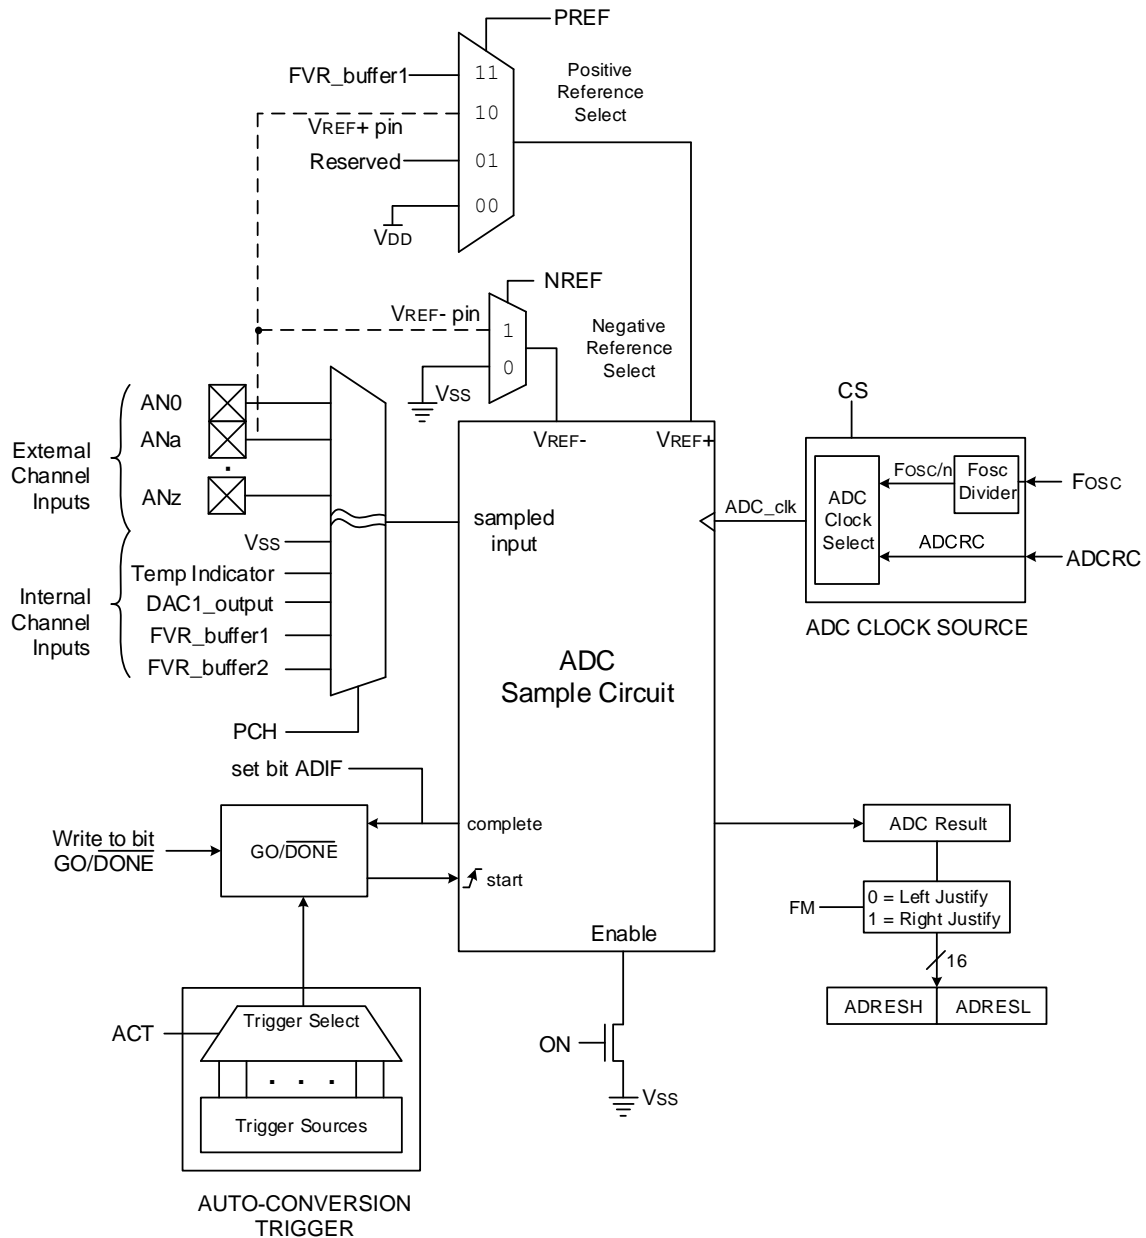 PREF
FVR_buffer1
11
Positive
Reference
Select
10
VREF+ pin
Reserved
01
00
VDD
NREF
VREF- pin
1
Negative
Reference
Select
0
VSS
CS
AN0
ANa
.
ANz
External
Channel
Inputs
VREF-
VREF+
ADC
Clock
Select
FOSC/n
Fosc
Divider
FOSC
ADC_clk
ADCRC
ADCRC
ADC CLOCK SOURCE
sampled
input
VSS
Temp Indicator
DAC1_output
FVR_buffer1
FVR_buffer2
Internal
Channel
Inputs
ADC
Sample Circuit
PCH
set bit ADIF
complete
Write to bit
GO/DONE
GO/DONE
start
ADC Result
FM
0 = Left Justify
1 = Right Justify
16
ADRESH
ADRESL
Enable
ON
VSS
ACT
Trigger Select
. . .
Trigger Sources
AUTO-CONVERSION
TRIGGER